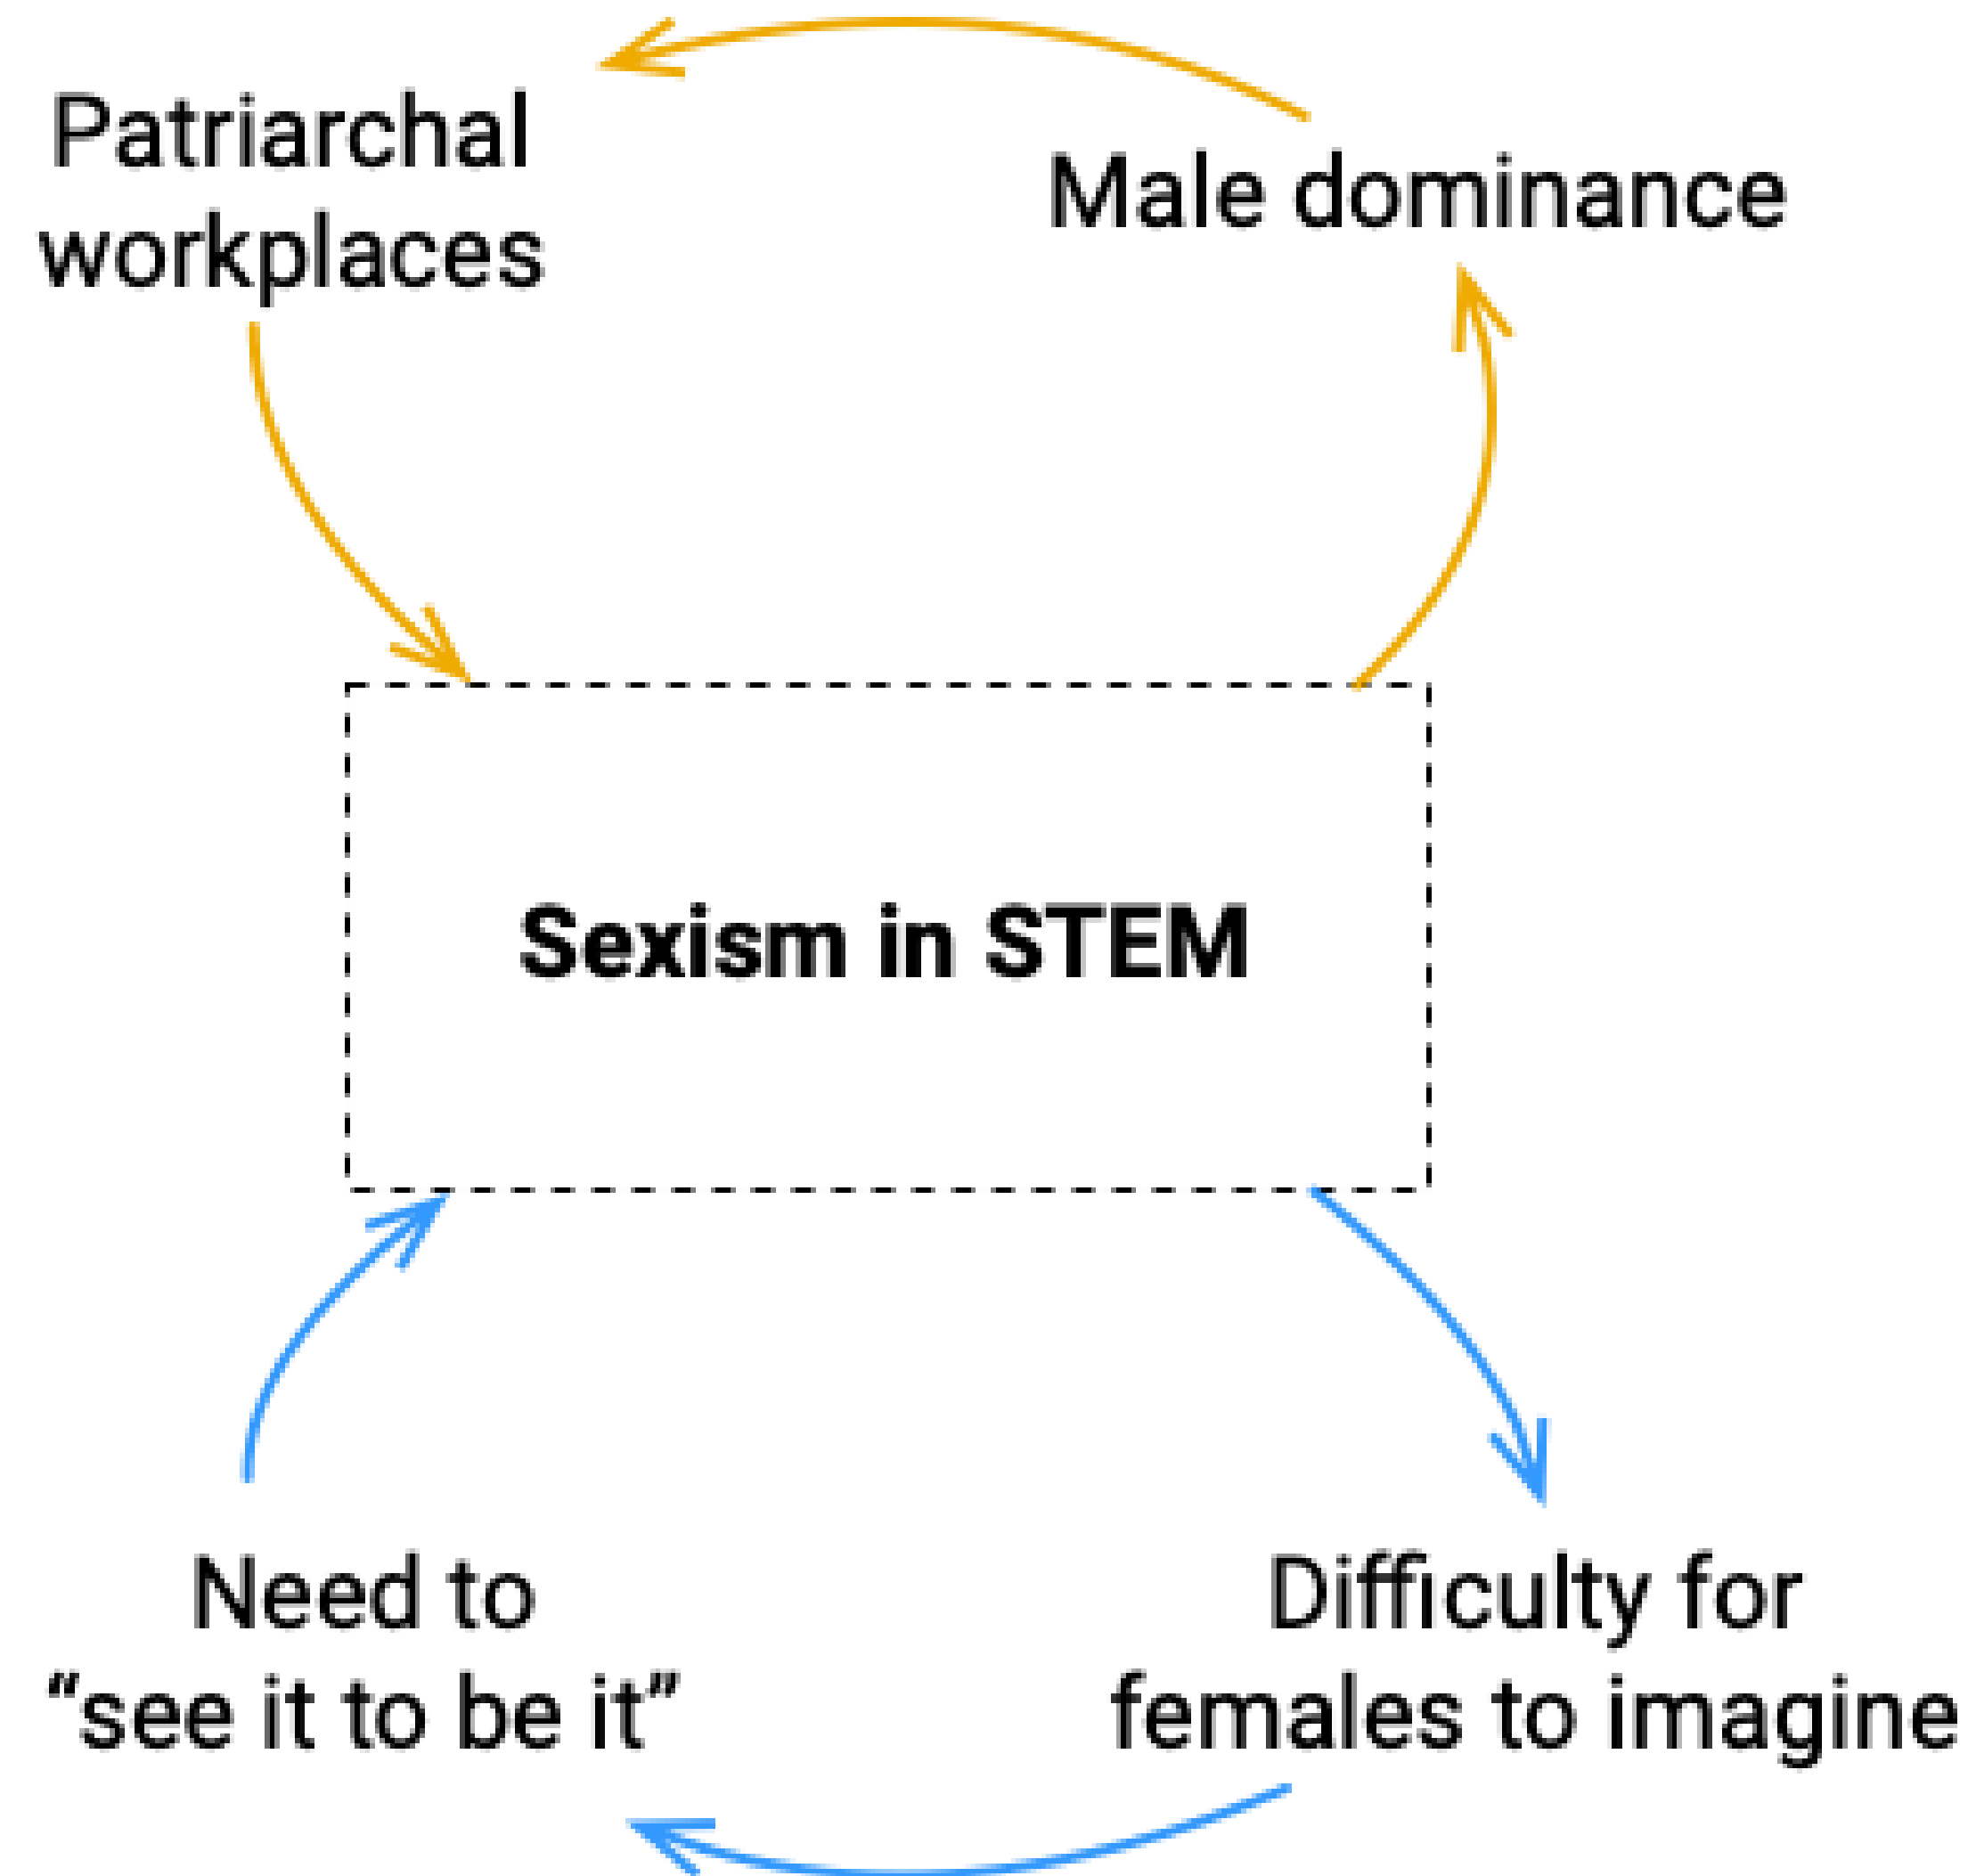 Patriarchal
workplaces
Male dominance
Sexism in STEM
Need to
“see it to be it”
Difficulty for
females to imagine